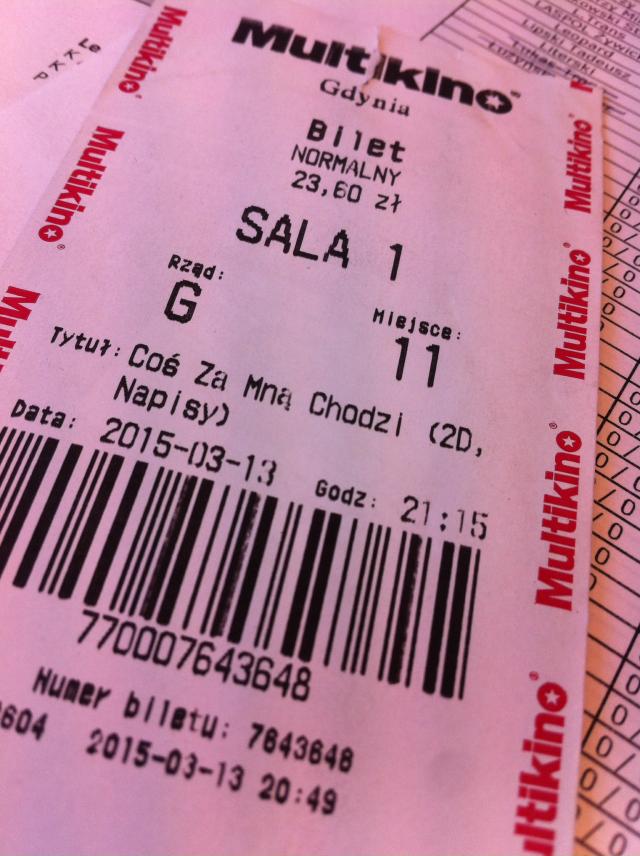 Multikino
Gdynia
Bilet
NORMALNY
23,60 zł
SALA 1
Rząd:
G
Miejsce:
11
Tytuł: Coś Za Mną Chodzi (2D,
Napisy)
Data: 2015-03-13
Godz: 21:15
770007643648
Numer biletu: 7643648
2015-03-13 20:49
Multikino
Multikino
Multikino
Multikino
Multikino
Lipski
Literski